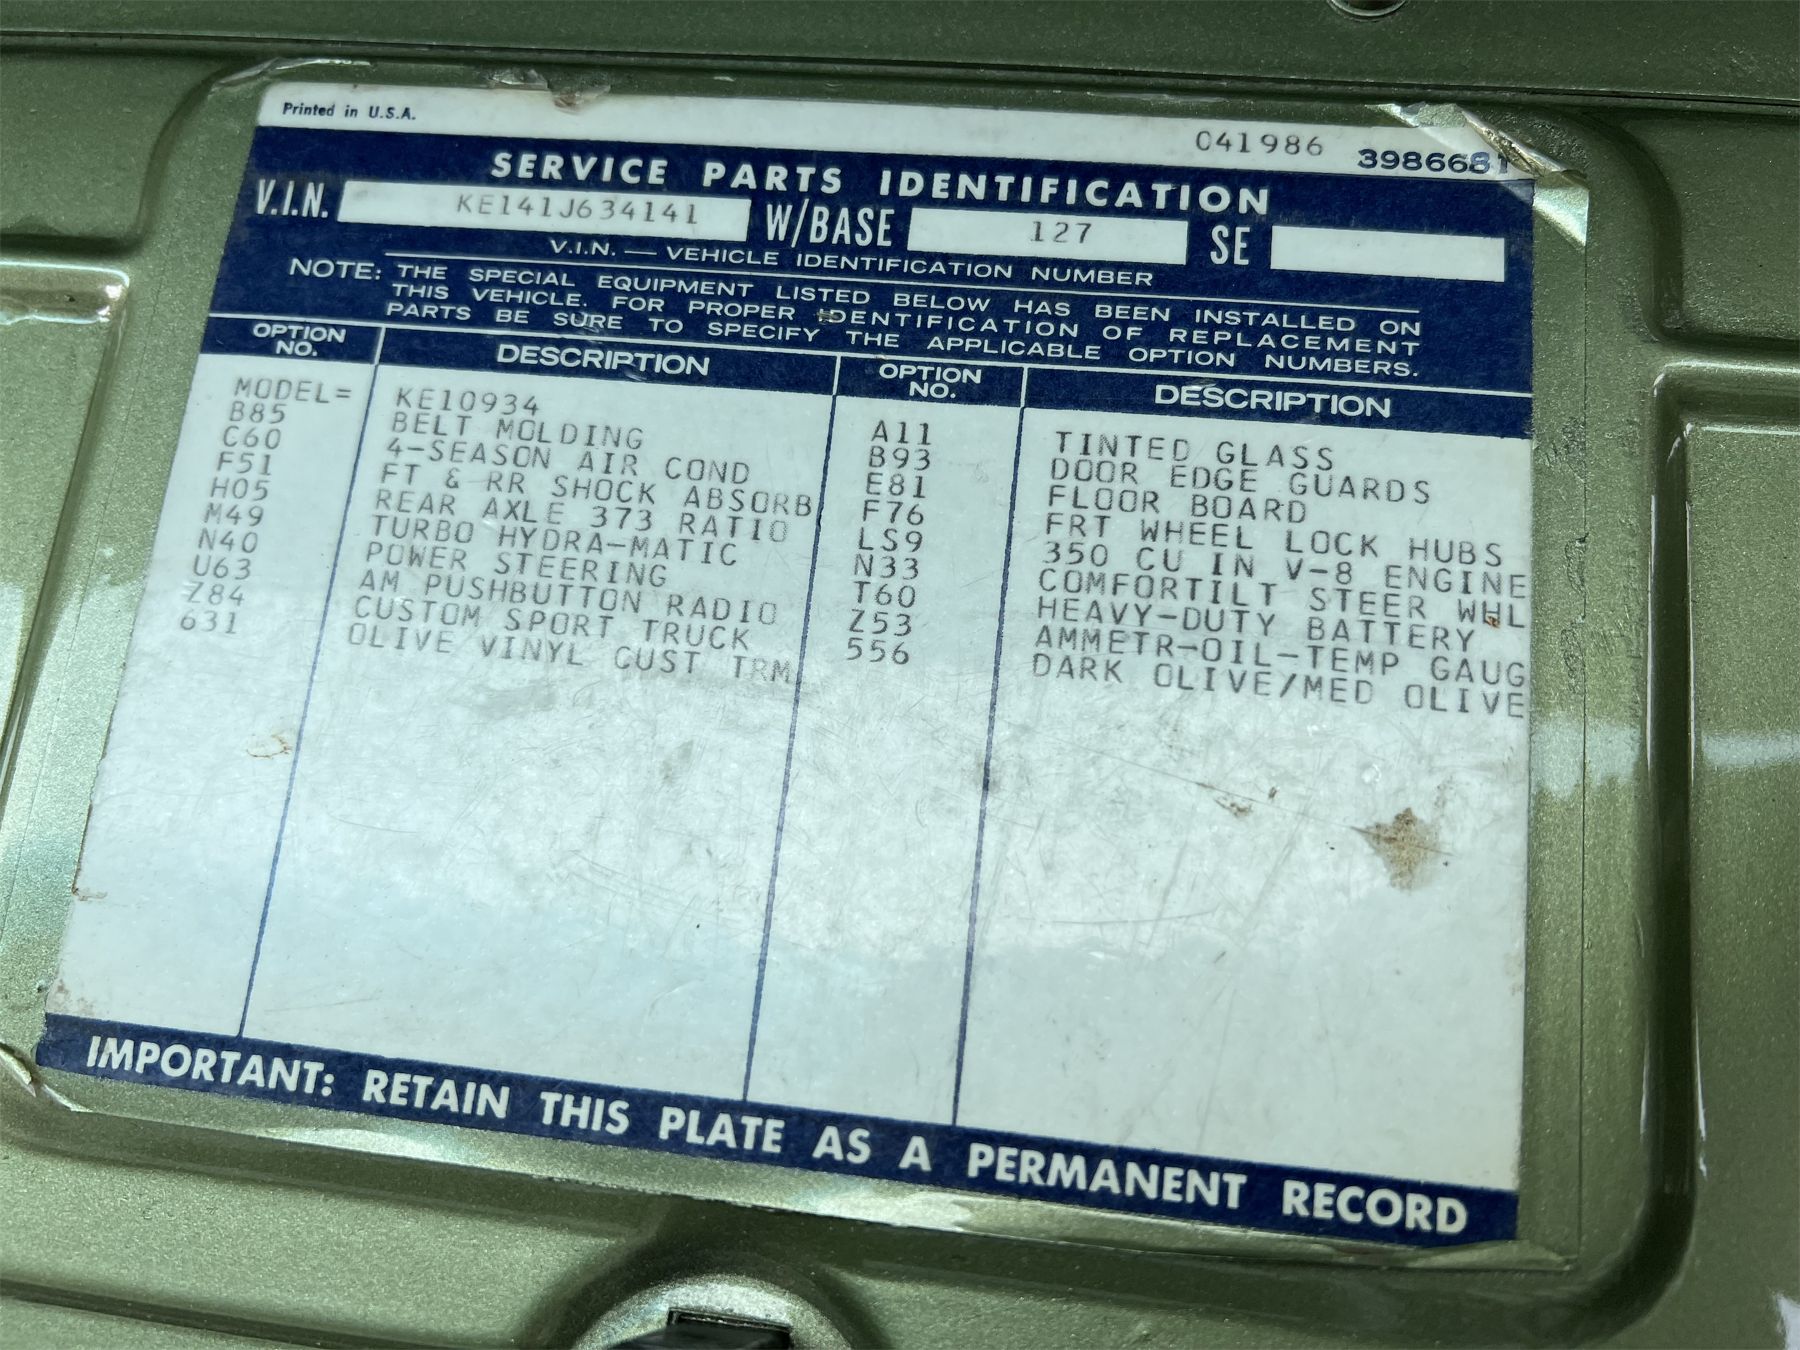 Printed in U.S.A.
041986 3986681
SERVICE PARTS IDENTIFICATION
V.I.N. KE141J634141 W/BASE 127 SE
V.I.N. — VEHICLE IDENTIFICATION NUMBER
NOTE: THE SPECIAL EQUIPMENT LISTED BELOW HAS BEEN INSTALLED ON
THIS VEHICLE. FOR PROPER IDENTIFICATION OF REPLACEMENT
PARTS BE SURE TO SPECIFY THE APPLICABLE OPTION NUMBERS.
OPTION NO. DESCRIPTION OPTION NO. DESCRIPTION
MODEL= KE10934
B85 BELT MOLDING A11 TINTED GLASS
C60 4-SEASON AIR COND B93 DOOR EDGE GUARDS
F51 FT & RR SHOCK ABSORB E81 FLOOR BOARD
H05 REAR AXLE 373 RATIO F76 FRT WHEEL LOCK HUBS
M49 TURBO HYDRA-MATIC LS9 350 CU IN V-8 ENGINE
N40 POWER STEERING N33 COMFORTILT STEER WHL
U63 AM PUSHBUTTON RADIO T60 HEAVY-DUTY BATTERY
Z84 CUSTOM SPORT TRUCK Z53 AMMETR-OIL-TEMP GAUG
631 OLIVE VINYL CUST TRM 556 DARK OLIVE/MED OLIVE
IMPORTANT: RETAIN THIS PLATE AS A PERMANENT RECORD